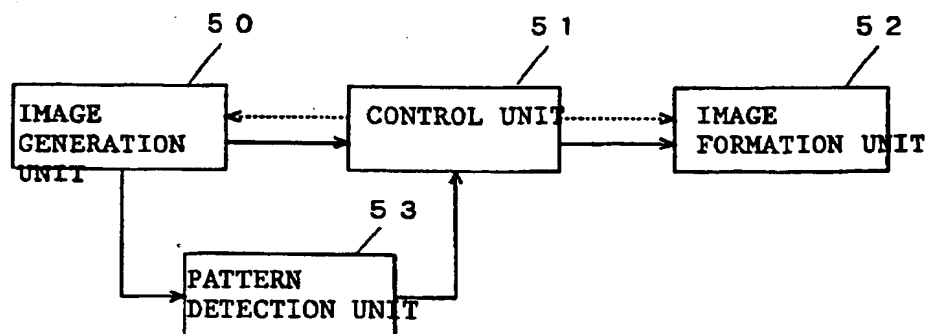 5 0
5 1
5 2
IMAGE
GENERATION
UNIT
CONTROL UNIT
IMAGE
FORMATION UNIT
5 3
PATTERN
DETECTION UNIT